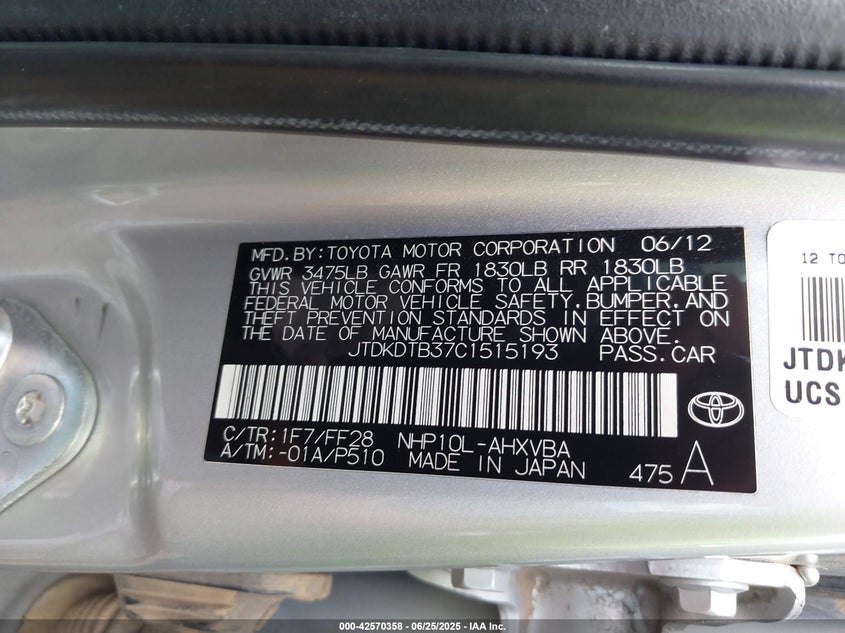 MFD.BY:TOYOTA MOTOR CORPORATION 06/12
GVWR 3475LB GAWR FR 1830LB RR 1830LB
THIS VEHICLE CONFORMS TO ALL APPLICABLE
FEDERAL MOTOR VEHICLE SAFETY,BUMPER,AND
THEFT PREVENTION STANDARDS IN EFFECT ON
THE DATE OF MANUFACTURE SHOWN ABOVE.
JTDKDTB37C1515193 PASS.CAR
C/TR:1F7/FF28 NHP10L-AHXVBA
A/TM:-01A/P510 MADE IN JAPAN 475 A
12 TO
JTDK
UCS
000-42570358 - 06/25/2025 - IAA Inc.